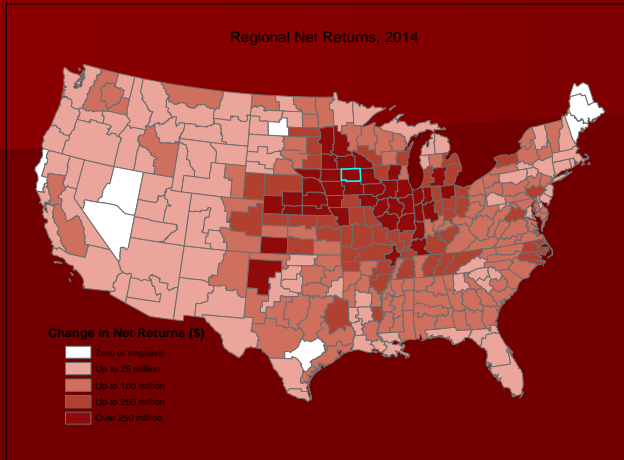 Regional Net Returns, 2014
Change in Net Returns ($)
Zero or negative
Up to 25 million
Up to 100 million
Up to 250 million
Over 250 million